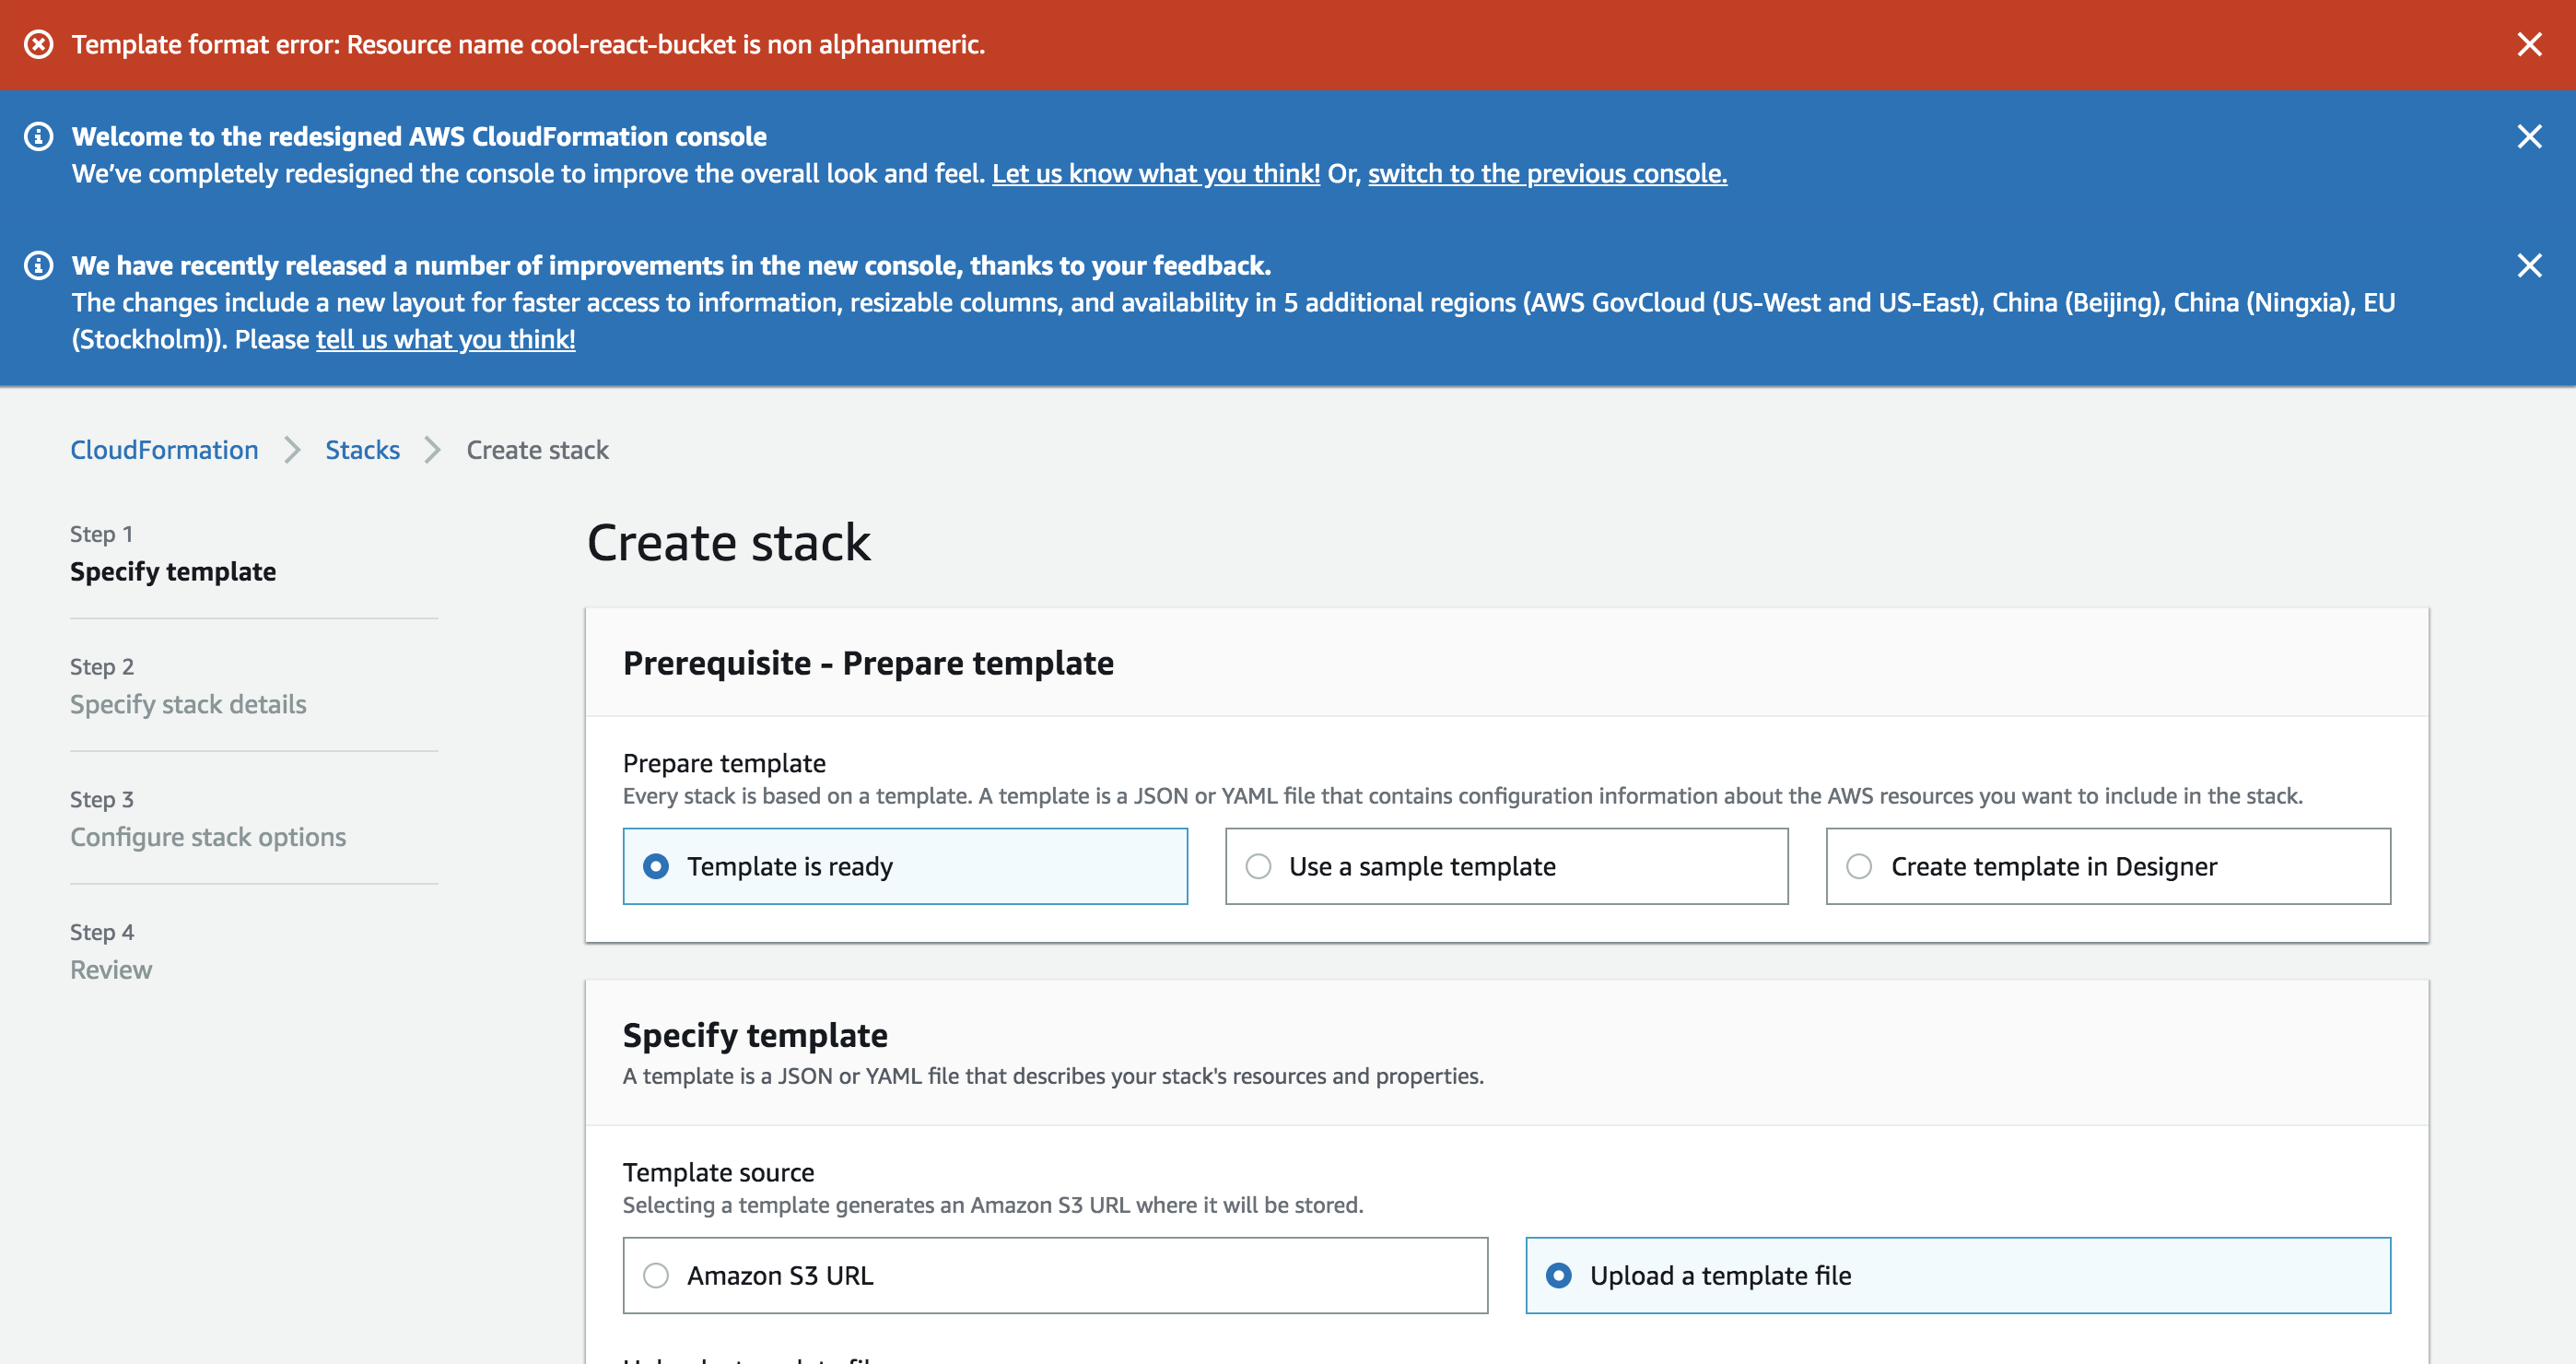 Template format error: Resource name cool-react-bucket is non alphanumeric.
Welcome to the redesigned AWS CloudFormation console
We’ve completely redesigned the console to improve the overall look and feel. Let us know what you think! Or, switch to the previous console.
We have recently released a number of improvements in the new console, thanks to your feedback.
The changes include a new layout for faster access to information, resizable columns, and availability in 5 additional regions (AWS GovCloud (US-West and US-East), China (Beijing), China (Ningxia), EU
(Stockholm)). Please tell us what you think!
CloudFormation > Stacks > Create stack
Step 1
Specify template
Step 2
Specify stack details
Step 3
Configure stack options
Step 4
Review
Create stack
Prerequisite - Prepare template
Prepare template
Every stack is based on a template. A template is a JSON or YAML file that contains configuration information about the AWS resources you want to include in the stack.
Template is ready
Use a sample template
Create template in Designer
Specify template
A template is a JSON or YAML file that describes your stack's resources and properties.
Template source
Selecting a template generates an Amazon S3 URL where it will be stored.
Amazon S3 URL
Upload a template file